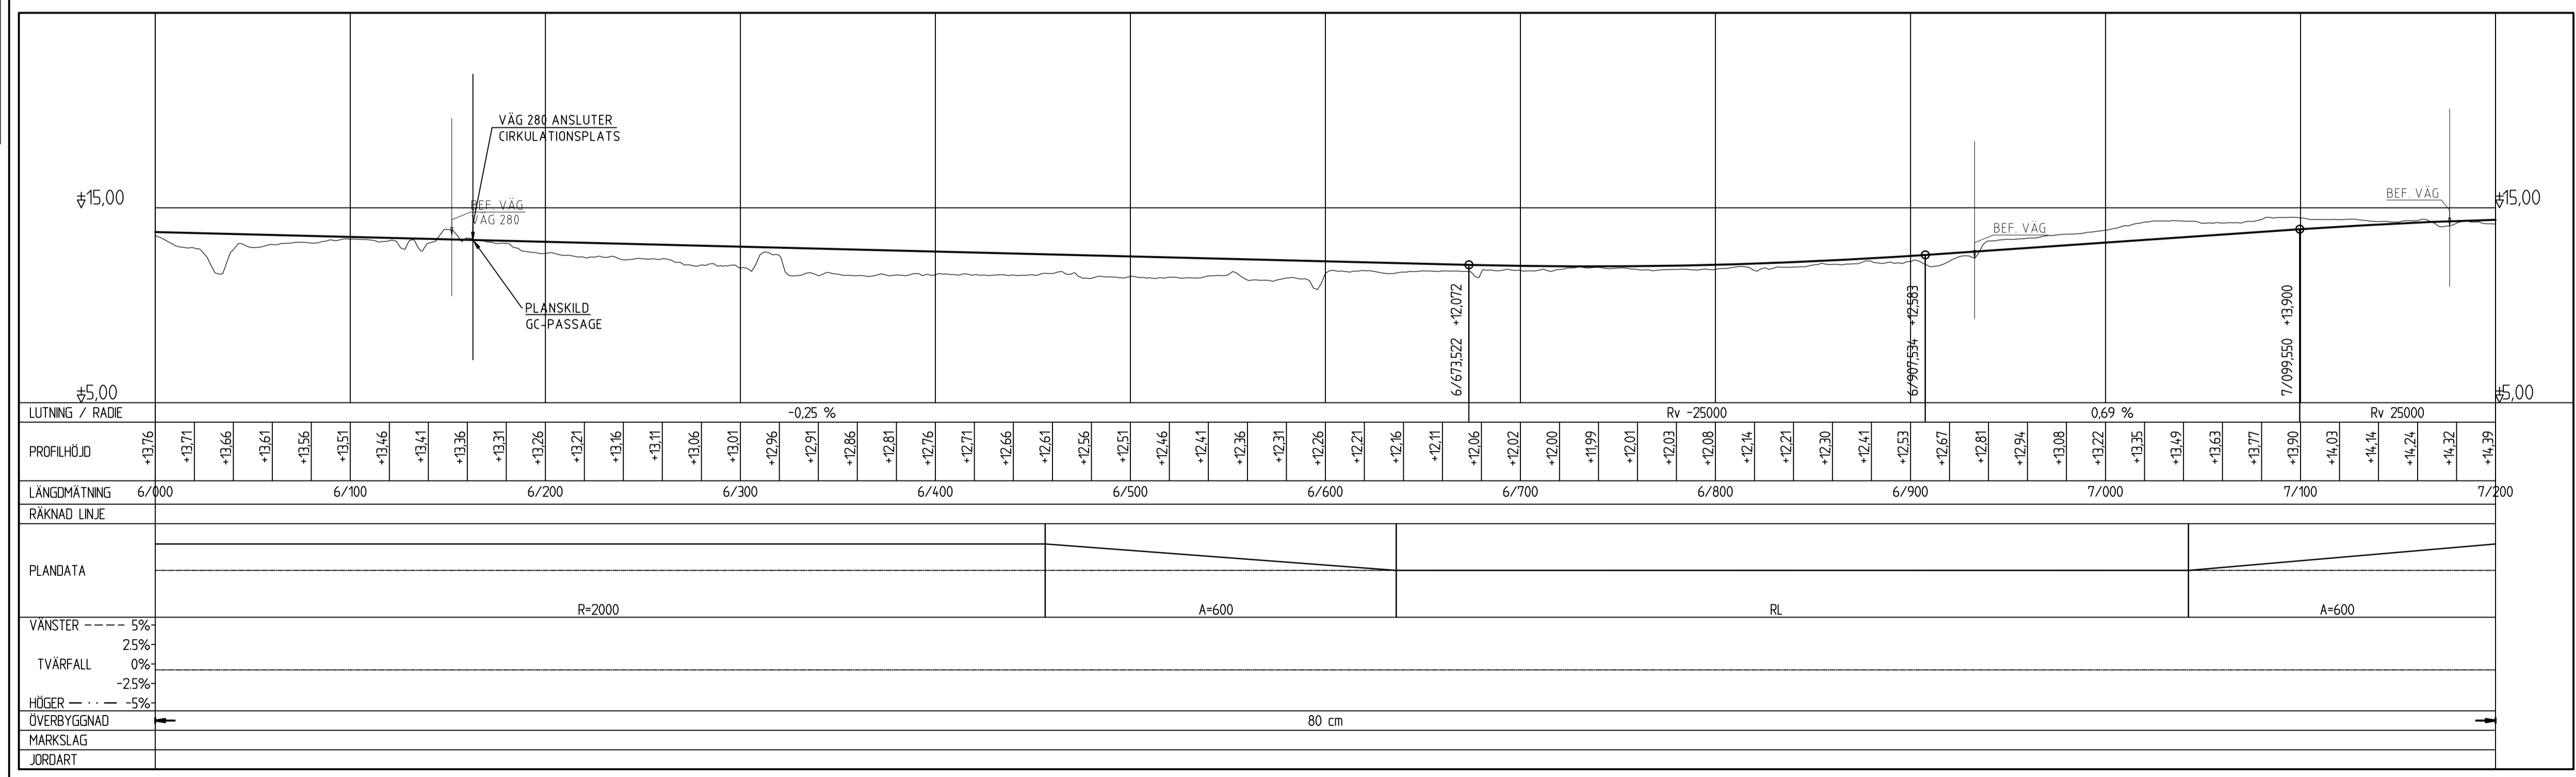 VÄG 280 ANSLUTER
CIRKULATIONSPLATS
+15,00
BEF. VÄG
VÄG 280
BEF. VÄG
+15,00
BEF. VÄG
PLANSKILD
GC-PASSAGE
6/673,522 +12,072
6/907,534 +12,583
7/099,550 +13,900
+5,00
+5,00
LUTNING / RADIE -0,25 % Rv -25000 0,69 % Rv 25000
PROFILHÖJD +13,76 +13,71 +13,66 +13,61 +13,56 +13,51 +13,46 +13,41 +13,36 +13,31 +13,26 +13,21 +13,16 +13,11 +13,06 +13,01 +12,96 +12,91 +12,86 +12,81 +12,76 +12,71 +12,66 +12,61 +12,56 +12,51 +12,46 +12,41 +12,36 +12,31 +12,26 +12,21 +12,16 +12,11 +12,06 +12,02 +12,00 +11,99 +12,01 +12,03 +12,08 +12,14 +12,21 +12,30 +12,41 +12,53 +12,67 +12,81 +12,94 +13,08 +13,22 +13,35 +13,49 +13,63 +13,77 +13,90 +14,03 +14,14 +14,24 +14,32 +14,39
LÄNGDMÄTNING 6/000 6/100 6/200 6/300 6/400 6/500 6/600 6/700 6/800 6/900 7/000 7/100 7/200
RÄKNAD LINJE
PLANDATA
R=2000 A=600 RL A=600
VÄNSTER ---- 5%
2.5%
TVÄRFALL 0%
-2.5%
HÖGER — ·· — -5%
ÖVERBYGGNAD 80 cm
MARKSLAG
JORDART